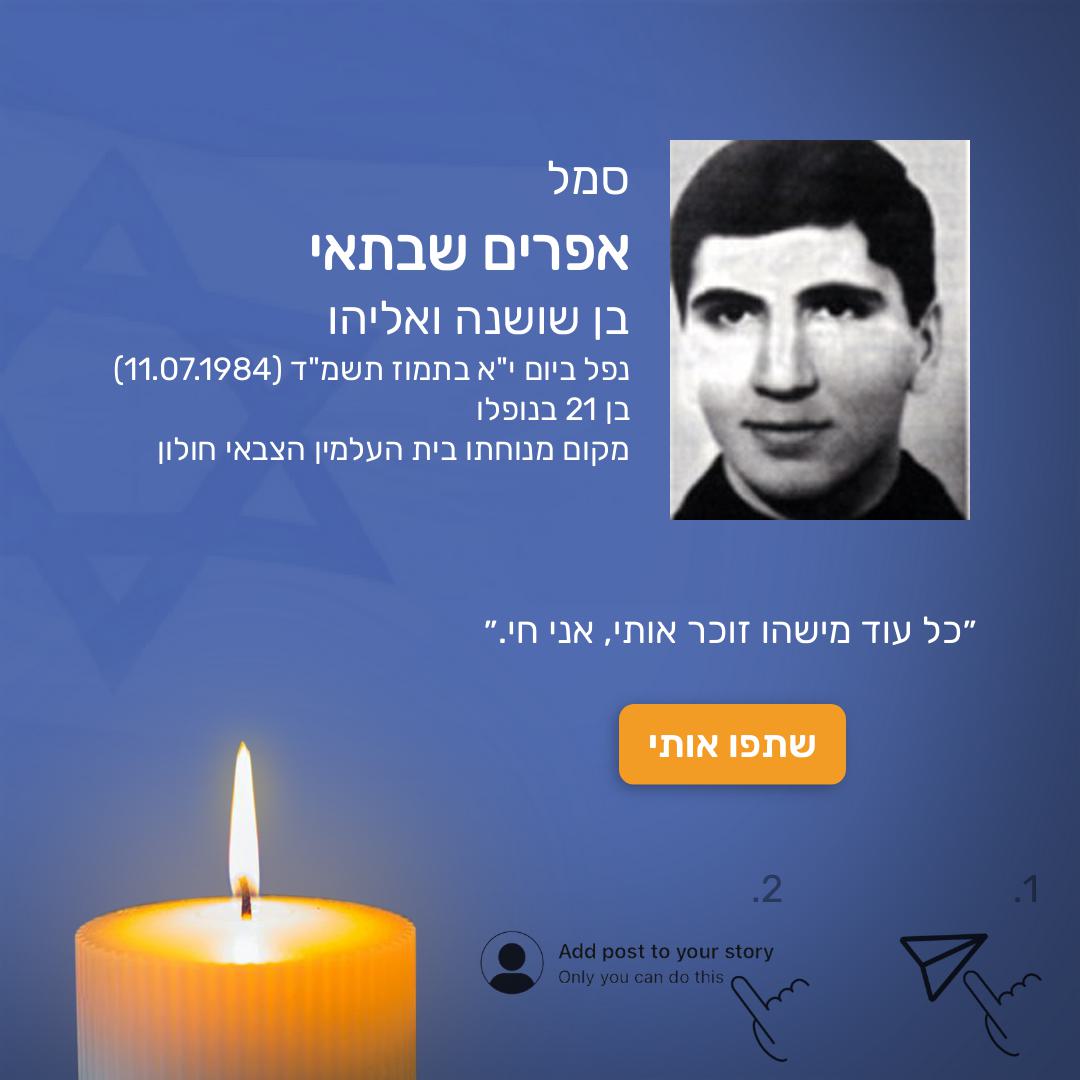 סמל
אפרים שבתאי
בן שושנה ואליהו
נפל ביום י"א בתמוז תשמ"ד (11.07.1984)
בן 21 בנופלו
מקום מנוחתו בית העלמין הצבאי חולון
״כל עוד מישהו זוכר אותי, אני חי.״
שתפו אותי
1.
2.
Add post to your story
Only you can do this